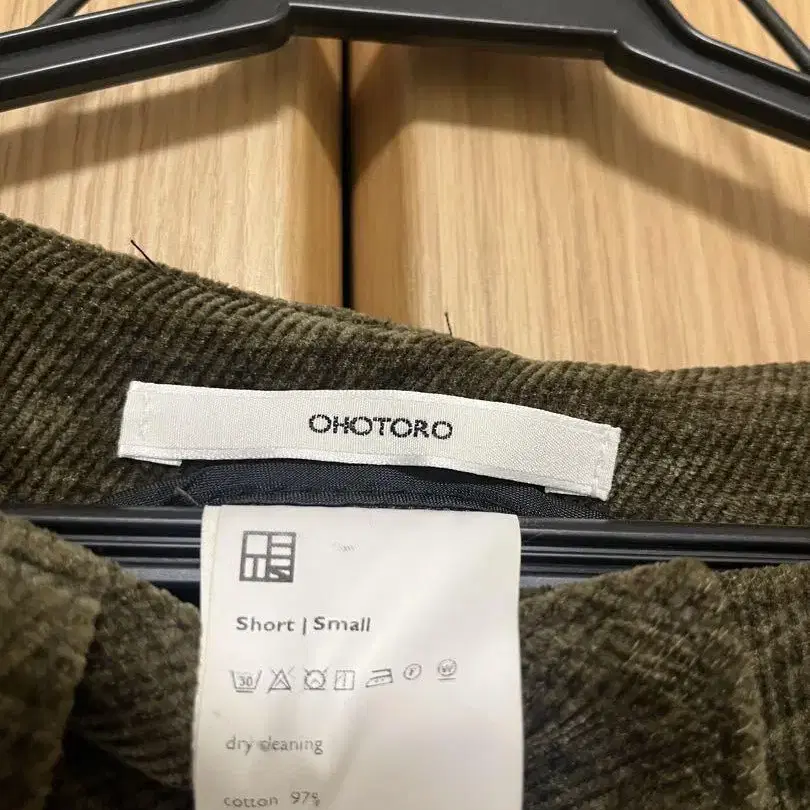 OHOTORO
Short | Small
30
F
W
dry cleaning
cotton 97%